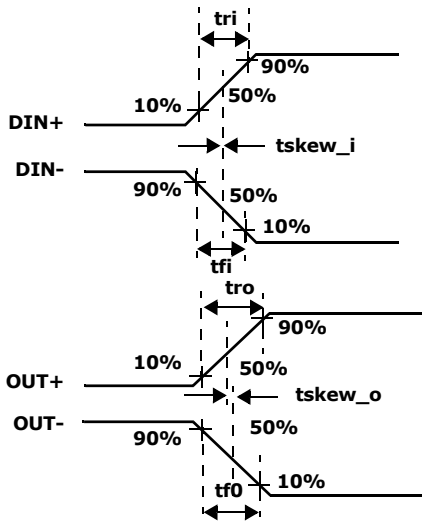 tri
90%
10%
50%
DIN+
tskew_i
DIN-
90%
50%
10%
tfi
tro
90%
10%
50%
OUT+
tskew_o
OUT-
50%
90%
10%
tf0